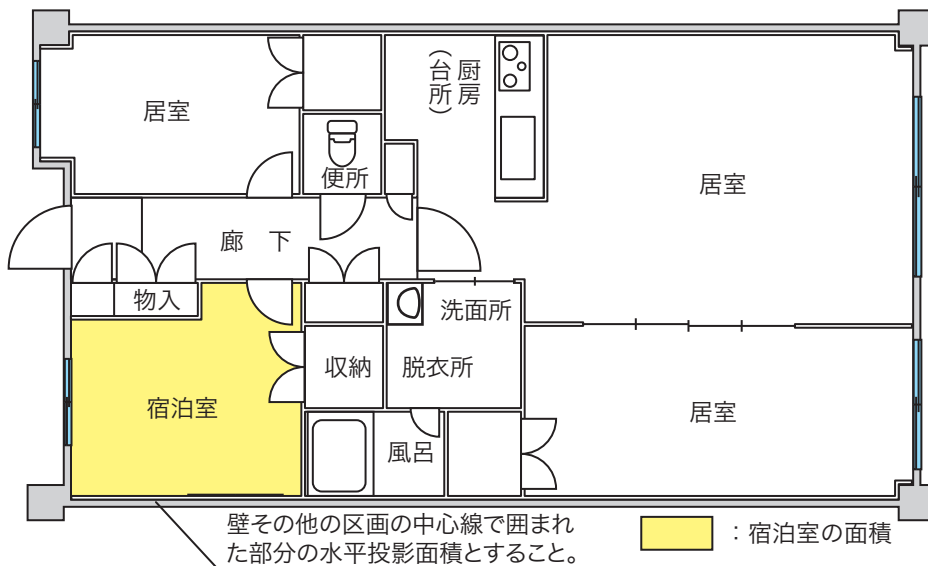 居室
厨房
(台所)
便所
居室
廊 下
物入
洗面所
収納
脱衣所
宿泊室
居室
風呂
壁その他の区画の中心線で囲まれ
た部分の水平投影面積とすること。
:宿泊室の面積